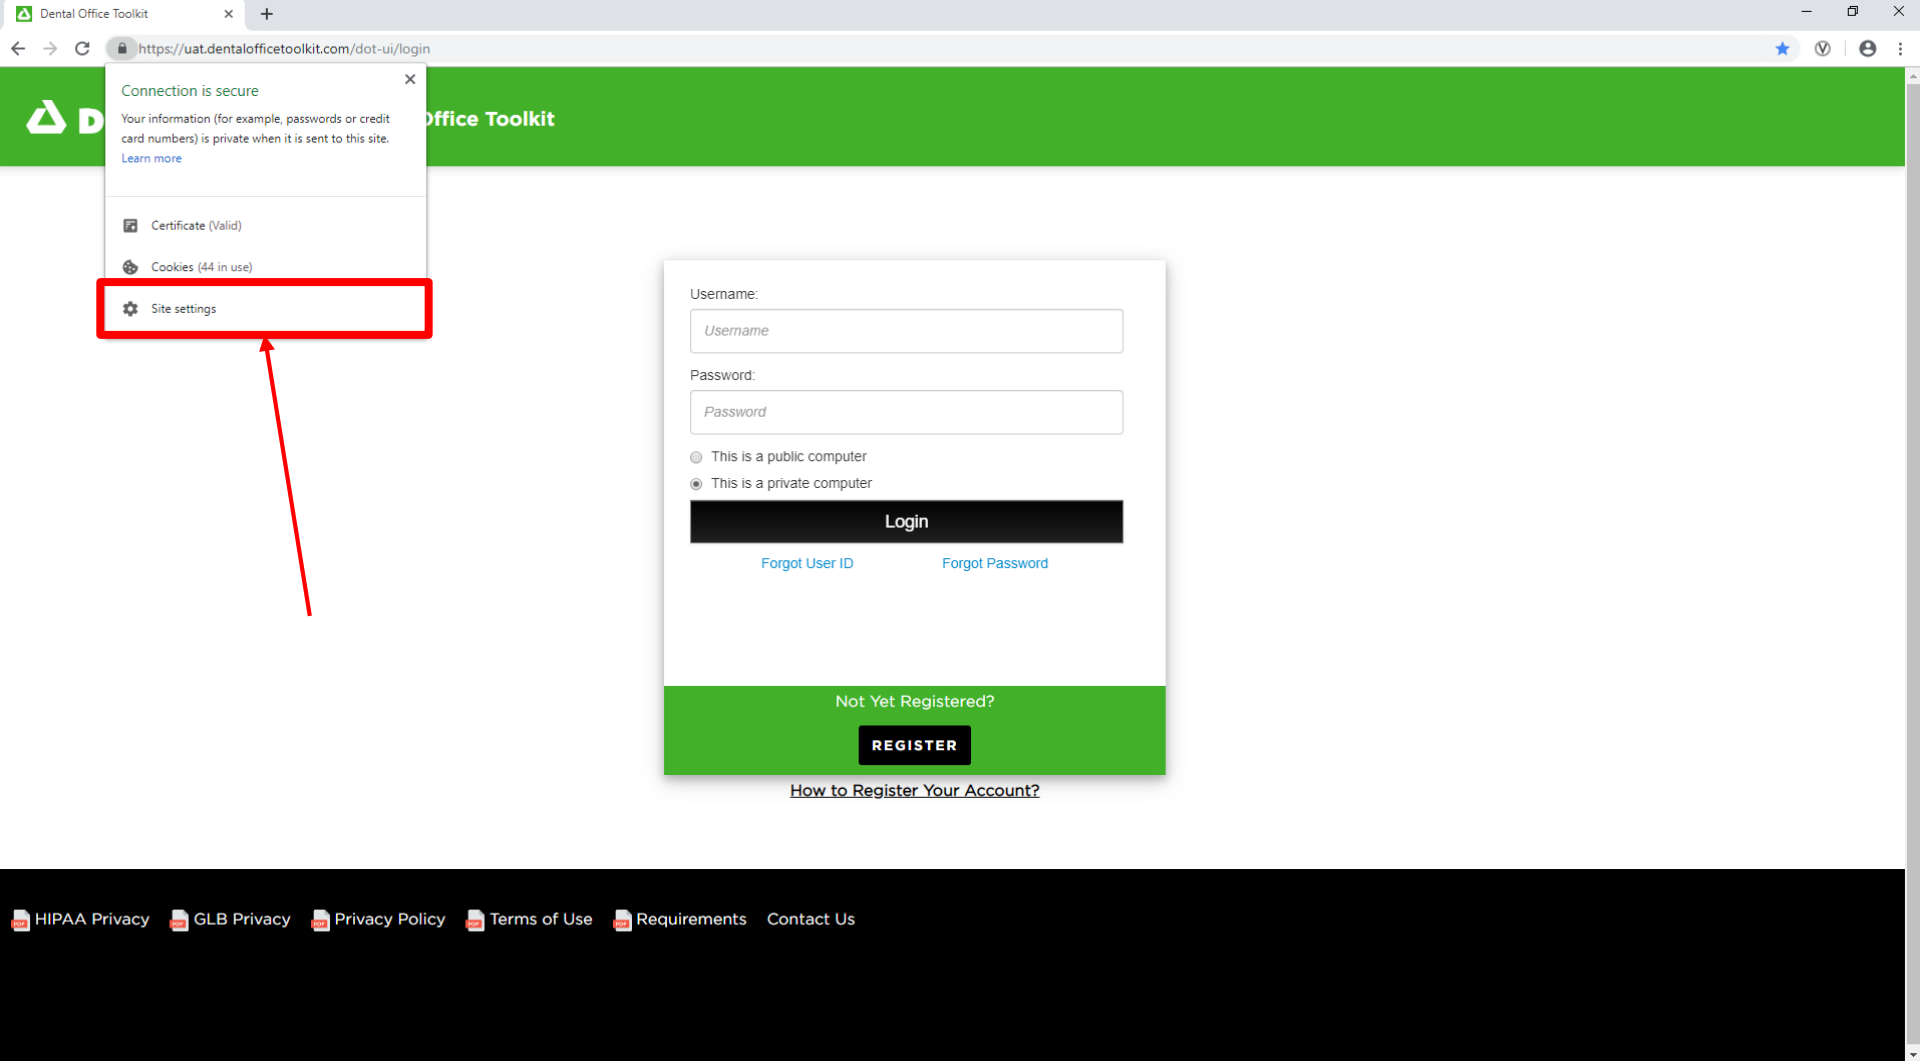 Dental Office Toolkit
https://uat.dentalofficetoolkit.com/dot-ui/login
Connection is secure
Your information (for example, passwords or credit
card numbers) is private when it is sent to this site.
Learn more
D
Office Toolkit
Certificate (Valid)
Cookies (44 in use)
Site settings
Username:
Username
Password:
Password
This is a public computer
This is a private computer
Login
Forgot User ID Forgot Password
Not Yet Registered?
REGISTER
How to Register Your Account?
HIPAA Privacy GLB Privacy Privacy Policy Terms of Use Requirements Contact Us